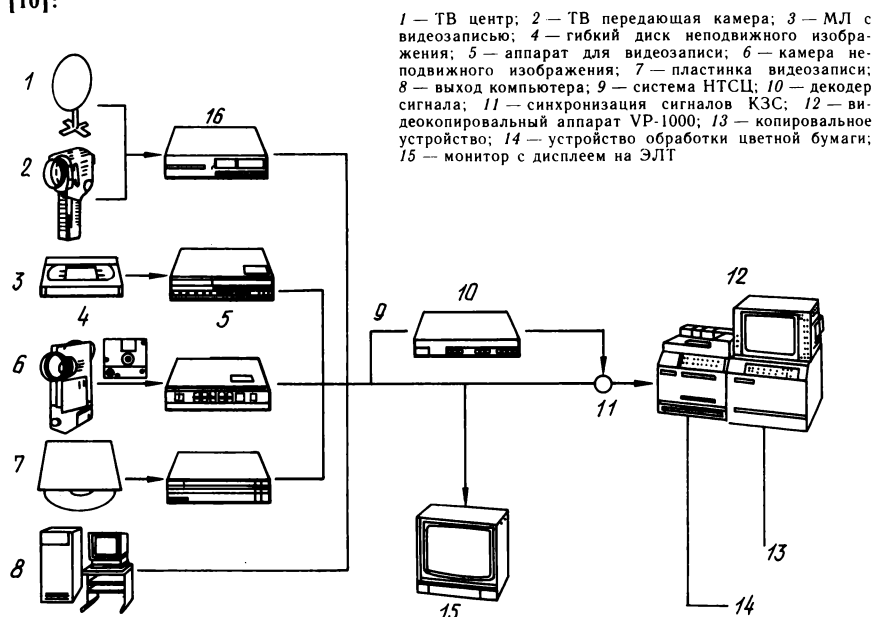 [10]:
1 — ТВ центр; 2 — ТВ передающая камера; 3 — МЛ с
видеозаписью; 4 — гибкий диск неподвижного изобра-
жения; 5 — аппарат для видеозаписи; 6 — камера не-
подвижного изображения; 7 — пластинка видеозаписи;
8 — выход компьютера; 9 — система НТСЦ; 10 — декодер
сигнала; 11 — синхронизация сигналов КЗС; 12 — ви-
деокопировальный аппарат VP-1000; 13 — копировальное
устройство; 14 — устройство обработки цветной бумаги;
15 — монитор с дисплеем на ЭЛТ
1
16
2
3
4
5
9
10
12
6
11
7
8
13
15
14